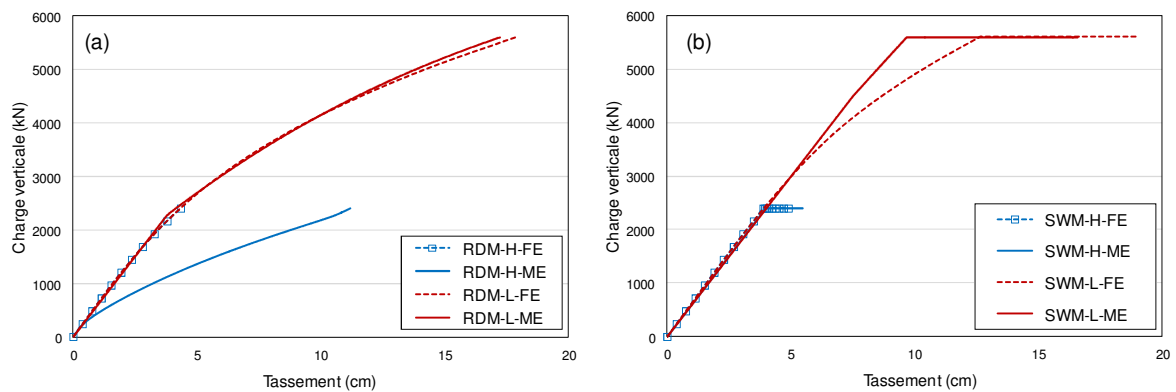 (a)
Charge verticale (kN)
6000
5000
4000
3000
2000
1000
0
0 5 10 15 20
Tassement (cm)
RDM-H-FE
RDM-H-ME
RDM-L-FE
RDM-L-ME
(b)
Charge verticale (kN)
6000
5000
4000
3000
2000
1000
0
0 5 10 15 20
Tassement (cm)
SWM-H-FE
SWM-H-ME
SWM-L-FE
SWM-L-ME